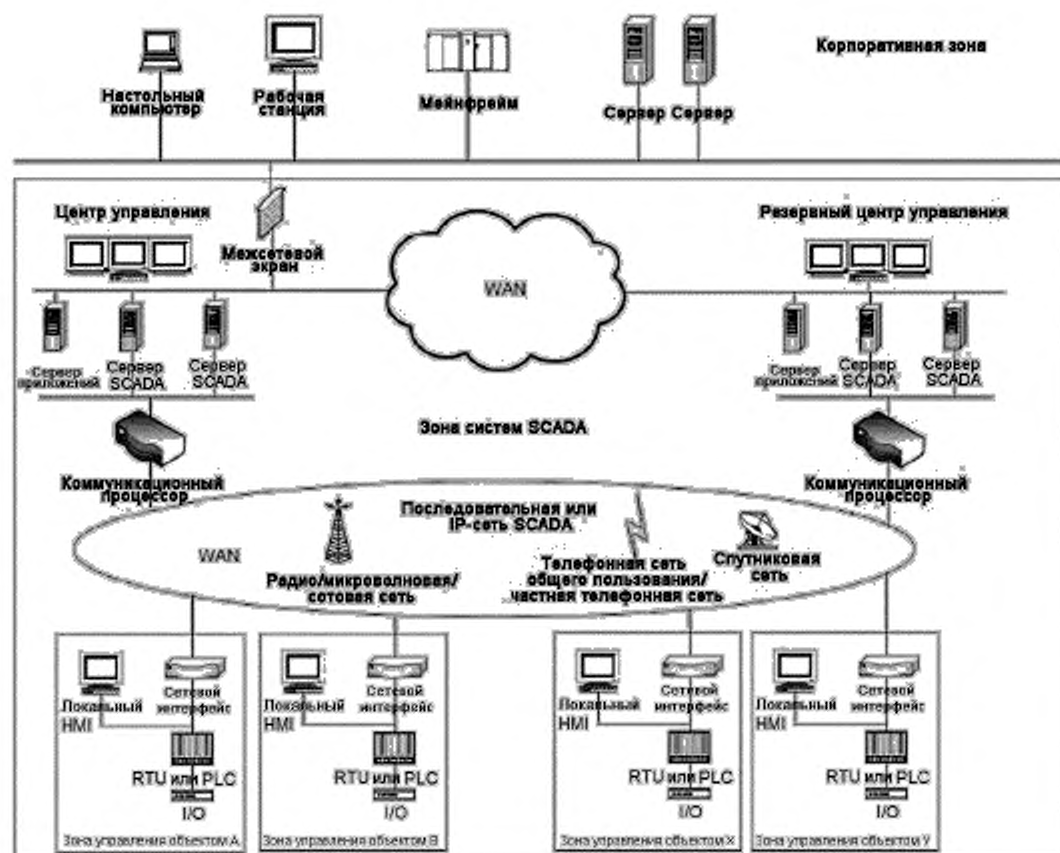 Корпоративная зона
Настольный
компьютер
Рабочая
станция
Мейнфрейм
Сервер
Сервер
Центр управления
Межсетевой
экран
WAN
Резервный центр управления
Сервер
приложений
Сервер
SCADA
Сервер
SCADA
Сервер
приложений
Сервер
SCADA
Сервер
SCADA
Зона систем SCADA
Коммуникационный
процессор
Коммуникационный
процессор
Последовательная или
IP-сеть SCADA
WAN
Радио/микроволновая/
сотовая сеть
Телефонная сеть
общего пользования/
частная телефонная сеть
Спутниковая
сеть
Локальный
HMI
Сетевой
интерфейс
RTU или PLC
I/O
Зона управления объектом A
Локальный
HMI
Сетевой
интерфейс
RTU или PLC
I/O
Зона управления объектом B
Локальный
HMI
Сетевой
интерфейс
RTU или PLC
I/O
Зона управления объектом X
Локальный
HMI
Сетевой
интерфейс
RTU или PLC
I/O
Зона управления объектом У